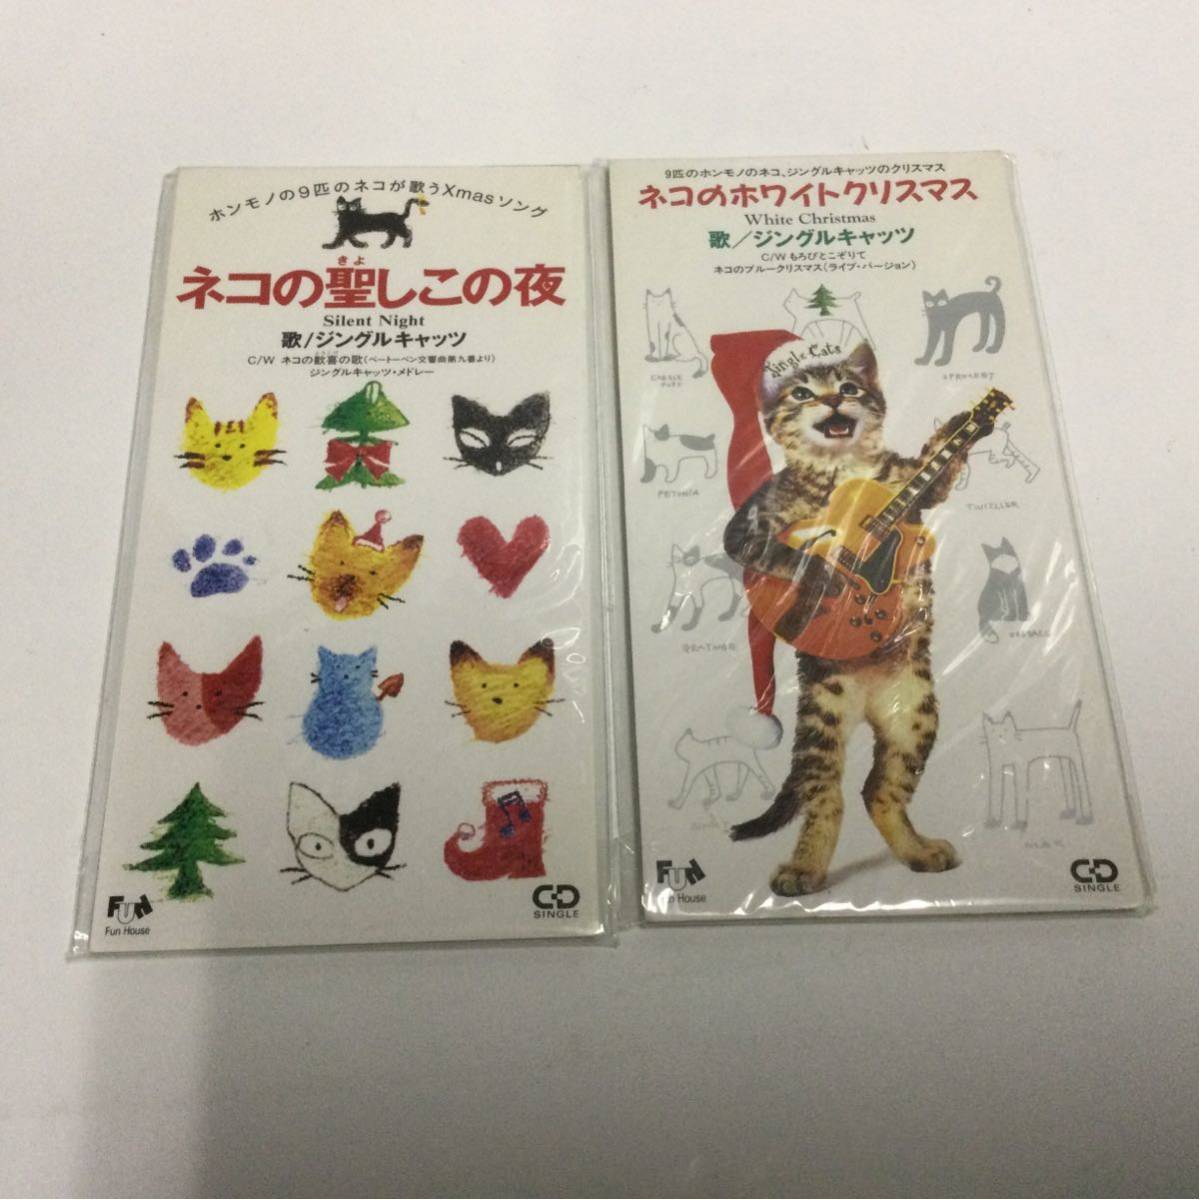 ホンモノの9匹のネコが歌うXmasソング
きよ
ネコの聖しこの夜
Silent Night
歌/ジングルキャッツ
C/W ネコの歓喜の歌(ベートーベン交響曲第九番より)
ジングルキャッツ・メドレー
Fun
Fun House
CD
SINGLE
9匹のホンモノのネコ、ジングルキャッツのクリスマス
ネコのホワイトクリスマス
White Christmas
歌/ジングルキャッツ
C/W もろびとこぞりて
ネコのブルークリスマス(ライブ・バージョン)
Jingle Cats
SPROCKET
PETUNIA
TWIZZLER
MAX
Fun
Fun House
CD
SINGLE